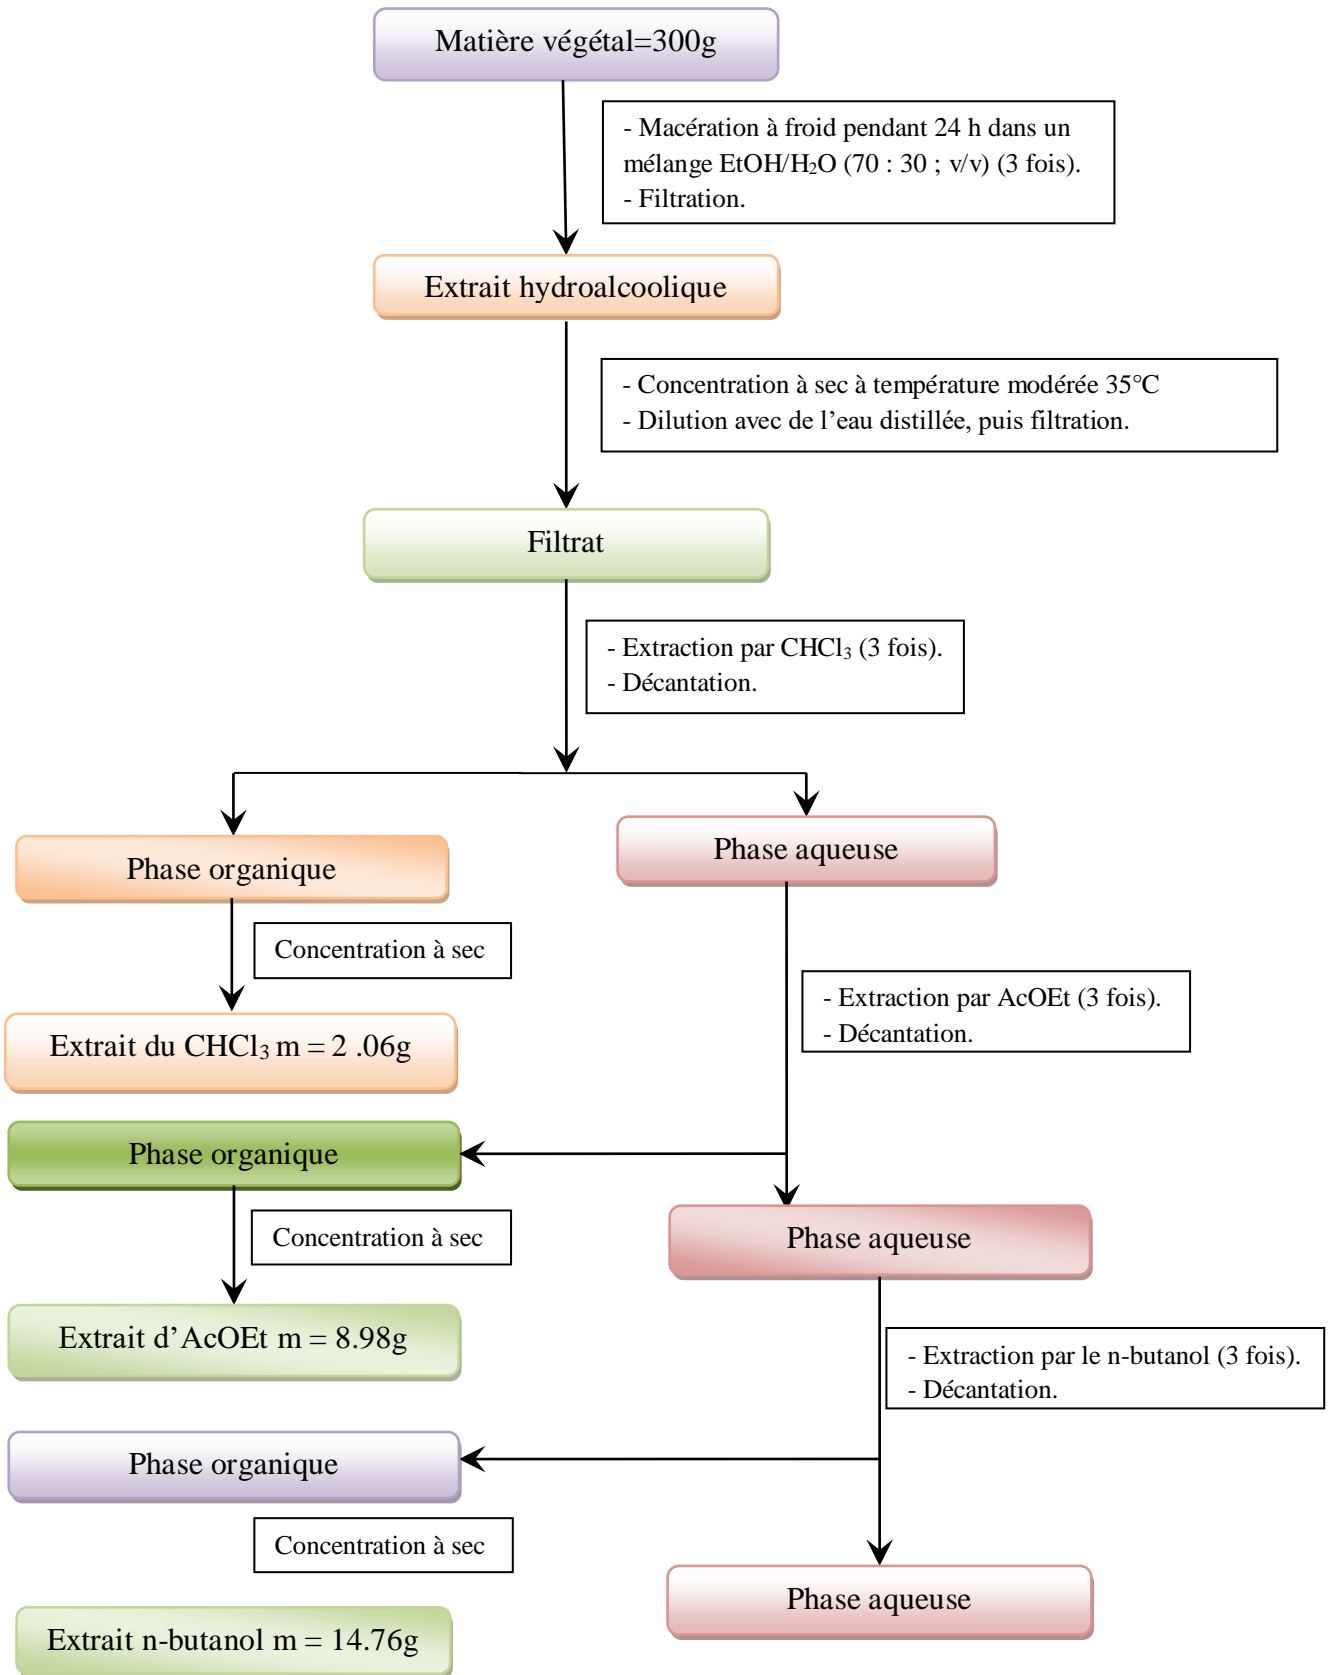 Matière végétal=300g
- Macération à froid pendant 24 h dans un
mélange EtOH/H₂O (70 : 30 ; v/v) (3 fois).
- Filtration.
Extrait hydroalcoolique
- Concentration à sec à température modérée 35°C
- Dilution avec de l’eau distillée, puis filtration.
Filtrat
- Extraction par CHCl₃ (3 fois).
- Décantation.
Phase organique
Phase aqueuse
Concentration à sec
- Extraction par AcOEt (3 fois).
- Décantation.
Extrait du CHCl₃ m = 2 .06g
Phase organique
Concentration à sec
Phase aqueuse
Extrait d’AcOEt m = 8.98g
- Extraction par le n-butanol (3 fois).
- Décantation.
Phase organique
Concentration à sec
Phase aqueuse
Extrait n-butanol m = 14.76g